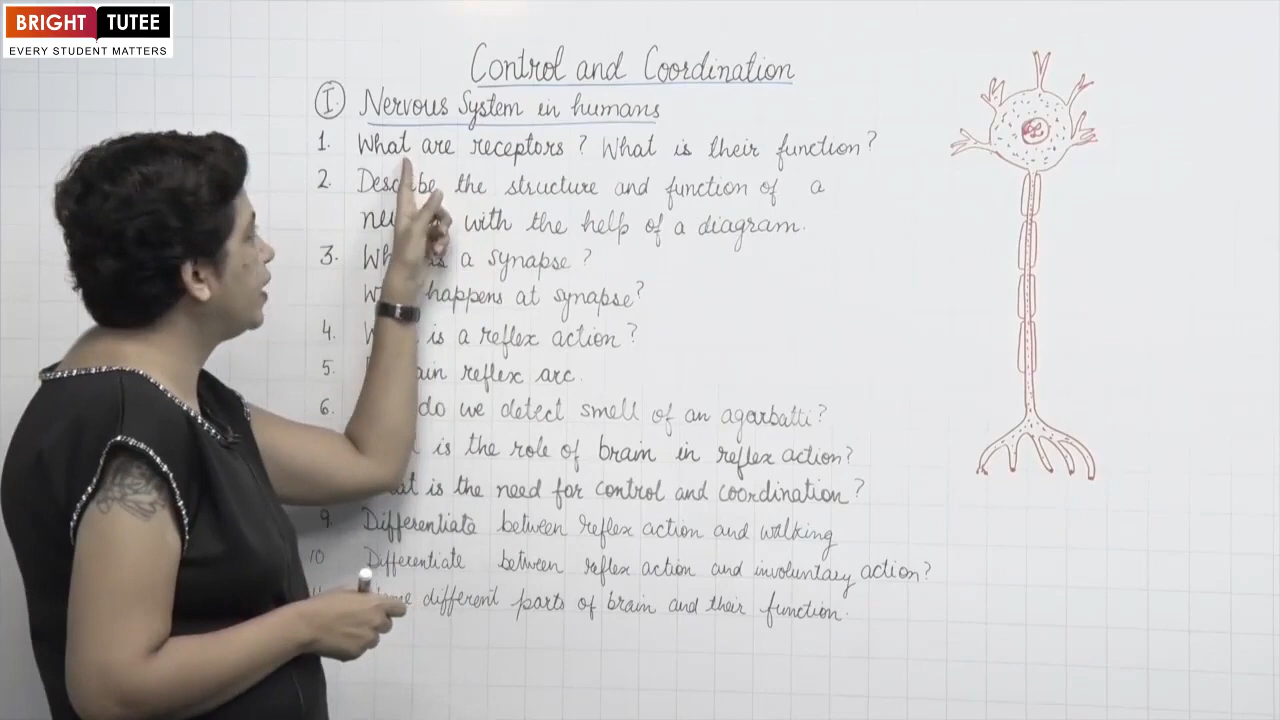 BRIGHT TUTEE
EVERY STUDENT MATTERS
Control and Coordination
I Nervous System in humans
1. What are receptors? What is their function?
2. Describe the structure and function of a
with the help of a diagram.
3. a synapse?
happens at synapse?
4. is a reflex action?
5. reflex arc.
6. do we detect smell of an agarbatti?
is the role of brain in reflex action?
is the need for control and coordination?
9. Differentiate between reflex action and walking
10 Differentiate between reflex action and involuntary action?
different parts of brain and their function.